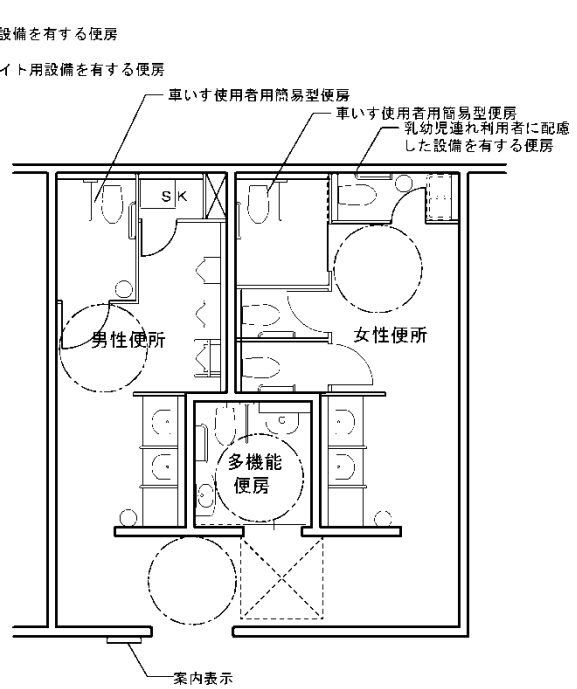 設備を有する便房
イト用設備を有する便房
車いす使用者用簡易型便房
車いす使用者用簡易型便房
乳幼児連れ利用者に配慮
した設備を有する便房
SK
男性便所
女性便所
多機能
便房
案内表示